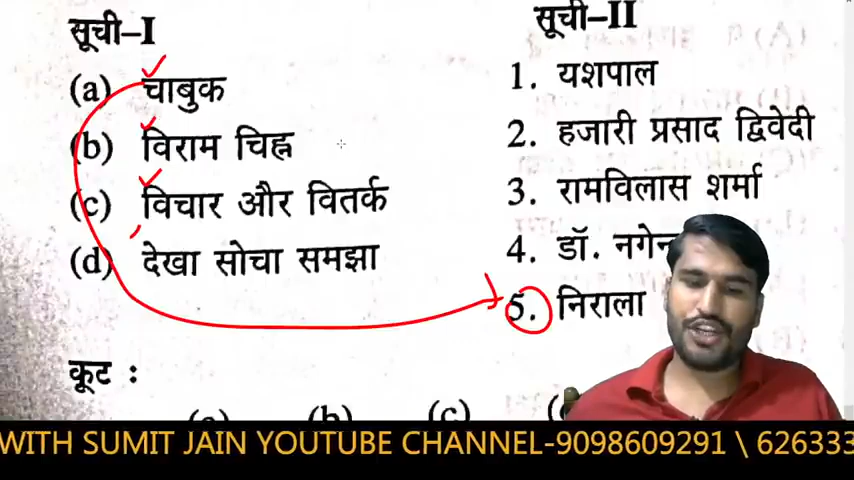 सूची–I
सूची–II
(a) चाबुक
1. यशपाल
(b) विराम चिह्न
2. हजारी प्रसाद द्विवेदी
(c) विचार और वितर्क
3. रामविलास शर्मा
(d) देखा सोचा समझा
4. डॉ.
5. निराला
कूट :
(a) (b) (c)
WITH SUMIT JAIN YOUTUBE CHANNEL-9098609291 \ 626333